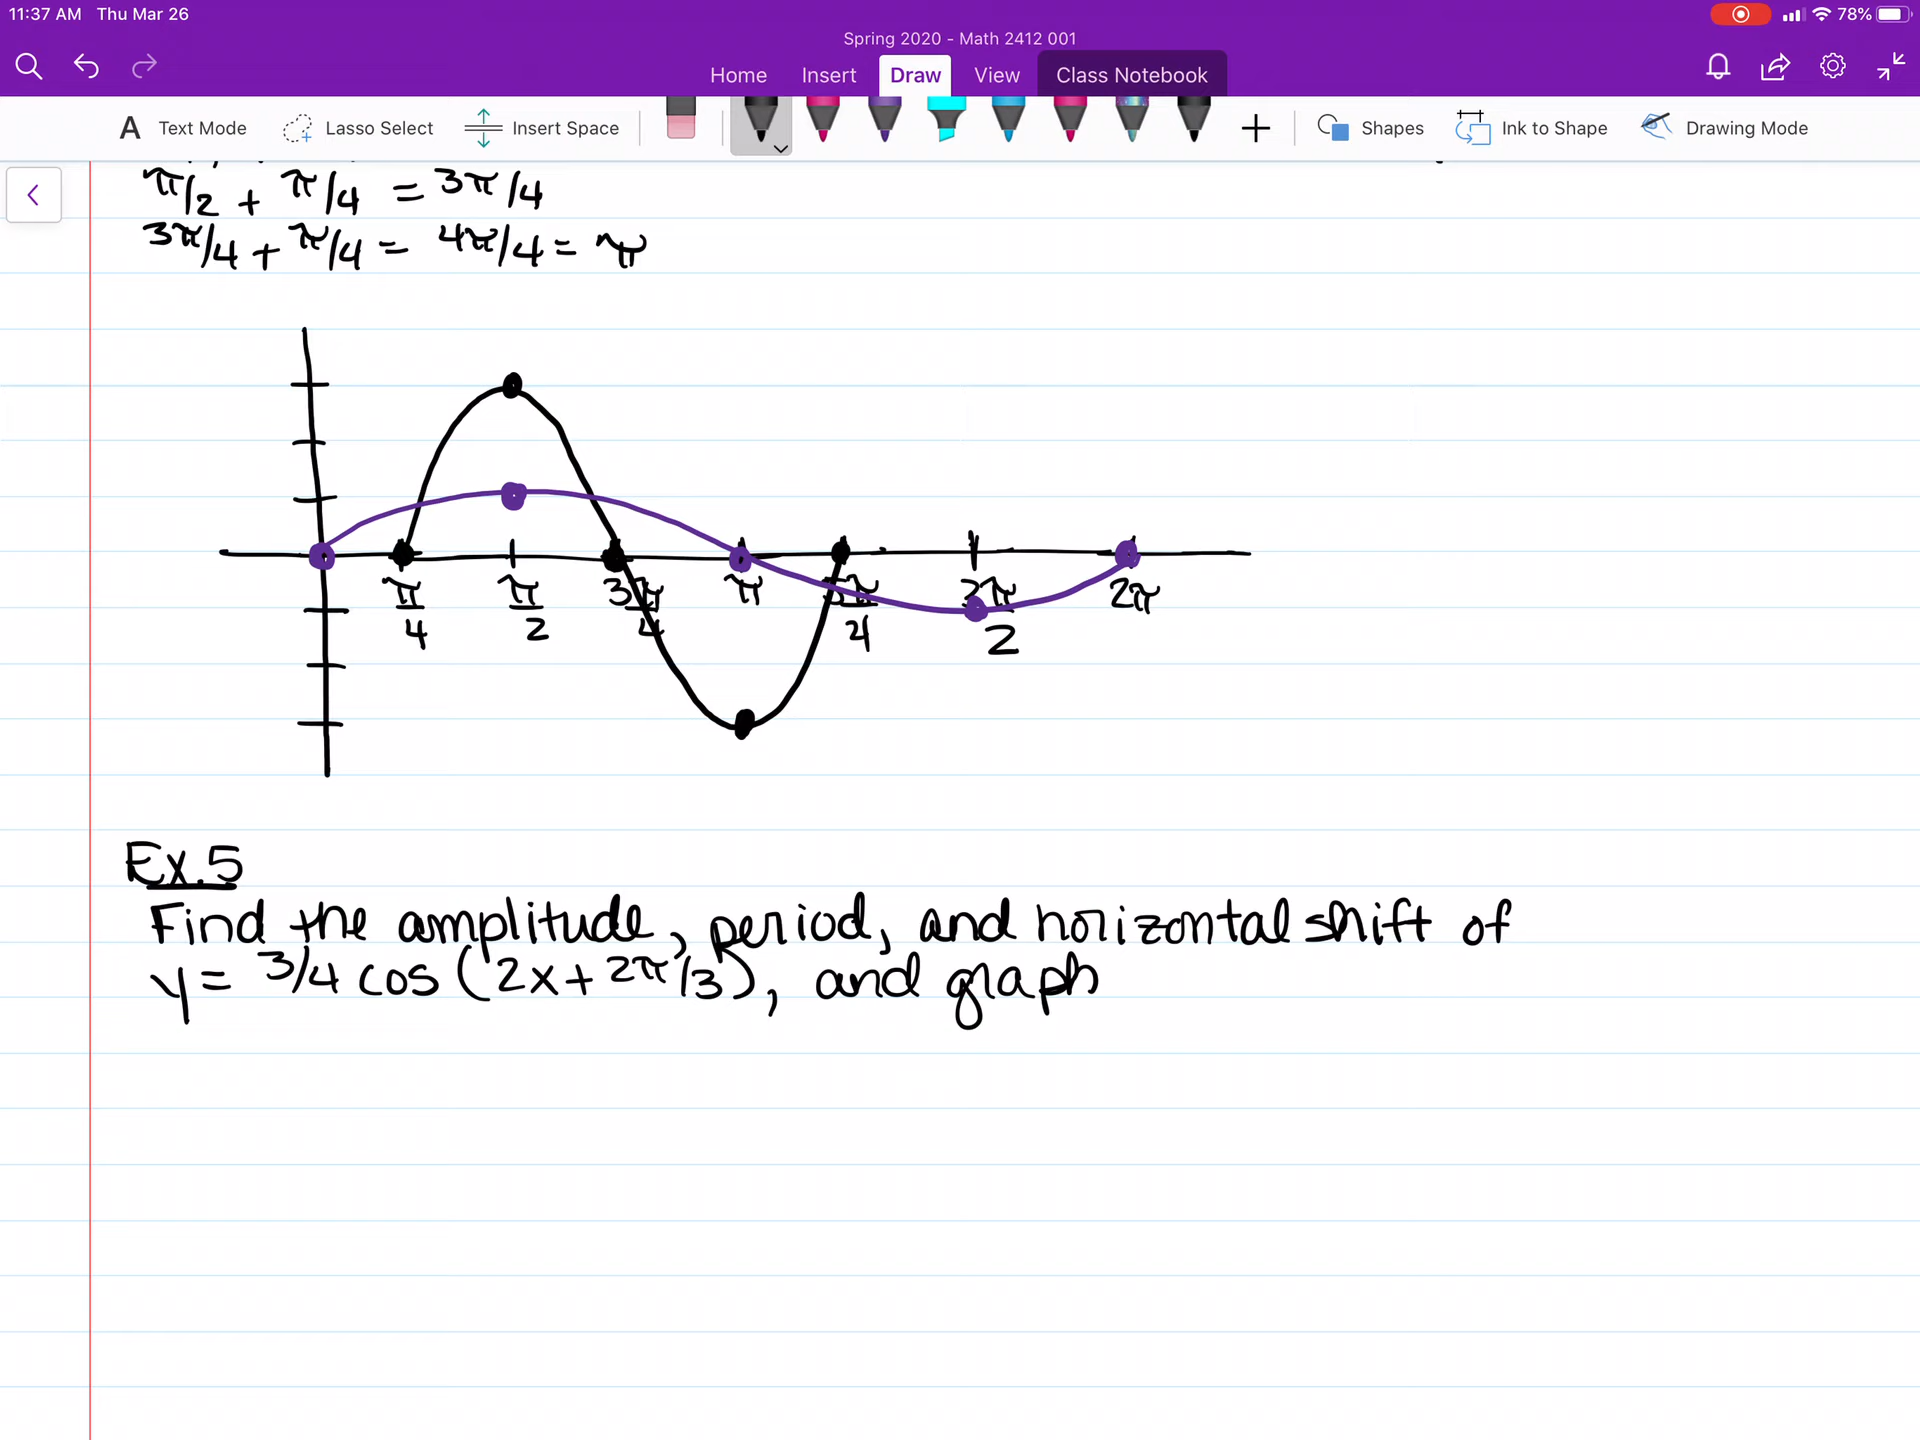 11:37 AM Thu Mar 26
78%
Spring 2020 - Math 2412 001
Home Insert Draw View Class Notebook
A Text Mode Lasso Select Insert Space Shapes Ink to Shape Drawing Mode
π/2 + π/4 = 3π/4
3π/4 + π/4 = 4π/4 = π
π/4 π/2 3π/4 π 5π/4 3π/2 2π
Ex.5
Find the amplitude, period, and horizontal shift of
y = 3/4 cos (2x + 2π/3), and graph